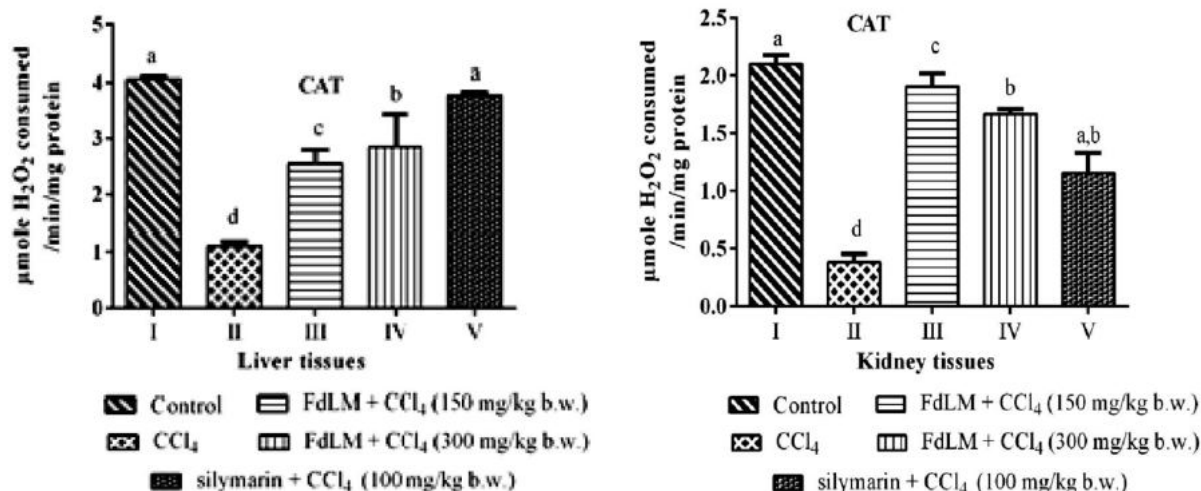 µmole H₂O₂ consumed
/min/mg protein
5
4
3
2
1
0
CAT
a
d
c
b
a
I II III IV V
Liver tissues
Control
FdLM + CCl₄ (150 mg/kg b.w.)
CCl₄
FdLM + CCl₄ (300 mg/kg b.w.)
silymarin + CCl₄ (100 mg/kg b.w.)
µmole H₂O₂ consumed
/min/mg protein
2.5
2.0
1.5
1.0
0.5
0.0
CAT
a
d
c
b
a,b
I II III IV V
Kidney tissues
Control
FdLM + CCl₄ (150 mg/kg b.w.)
CCl₄
FdLM + CCl₄ (300 mg/kg b.w.)
silymarin + CCl₄ (100 mg/kg b.w.)